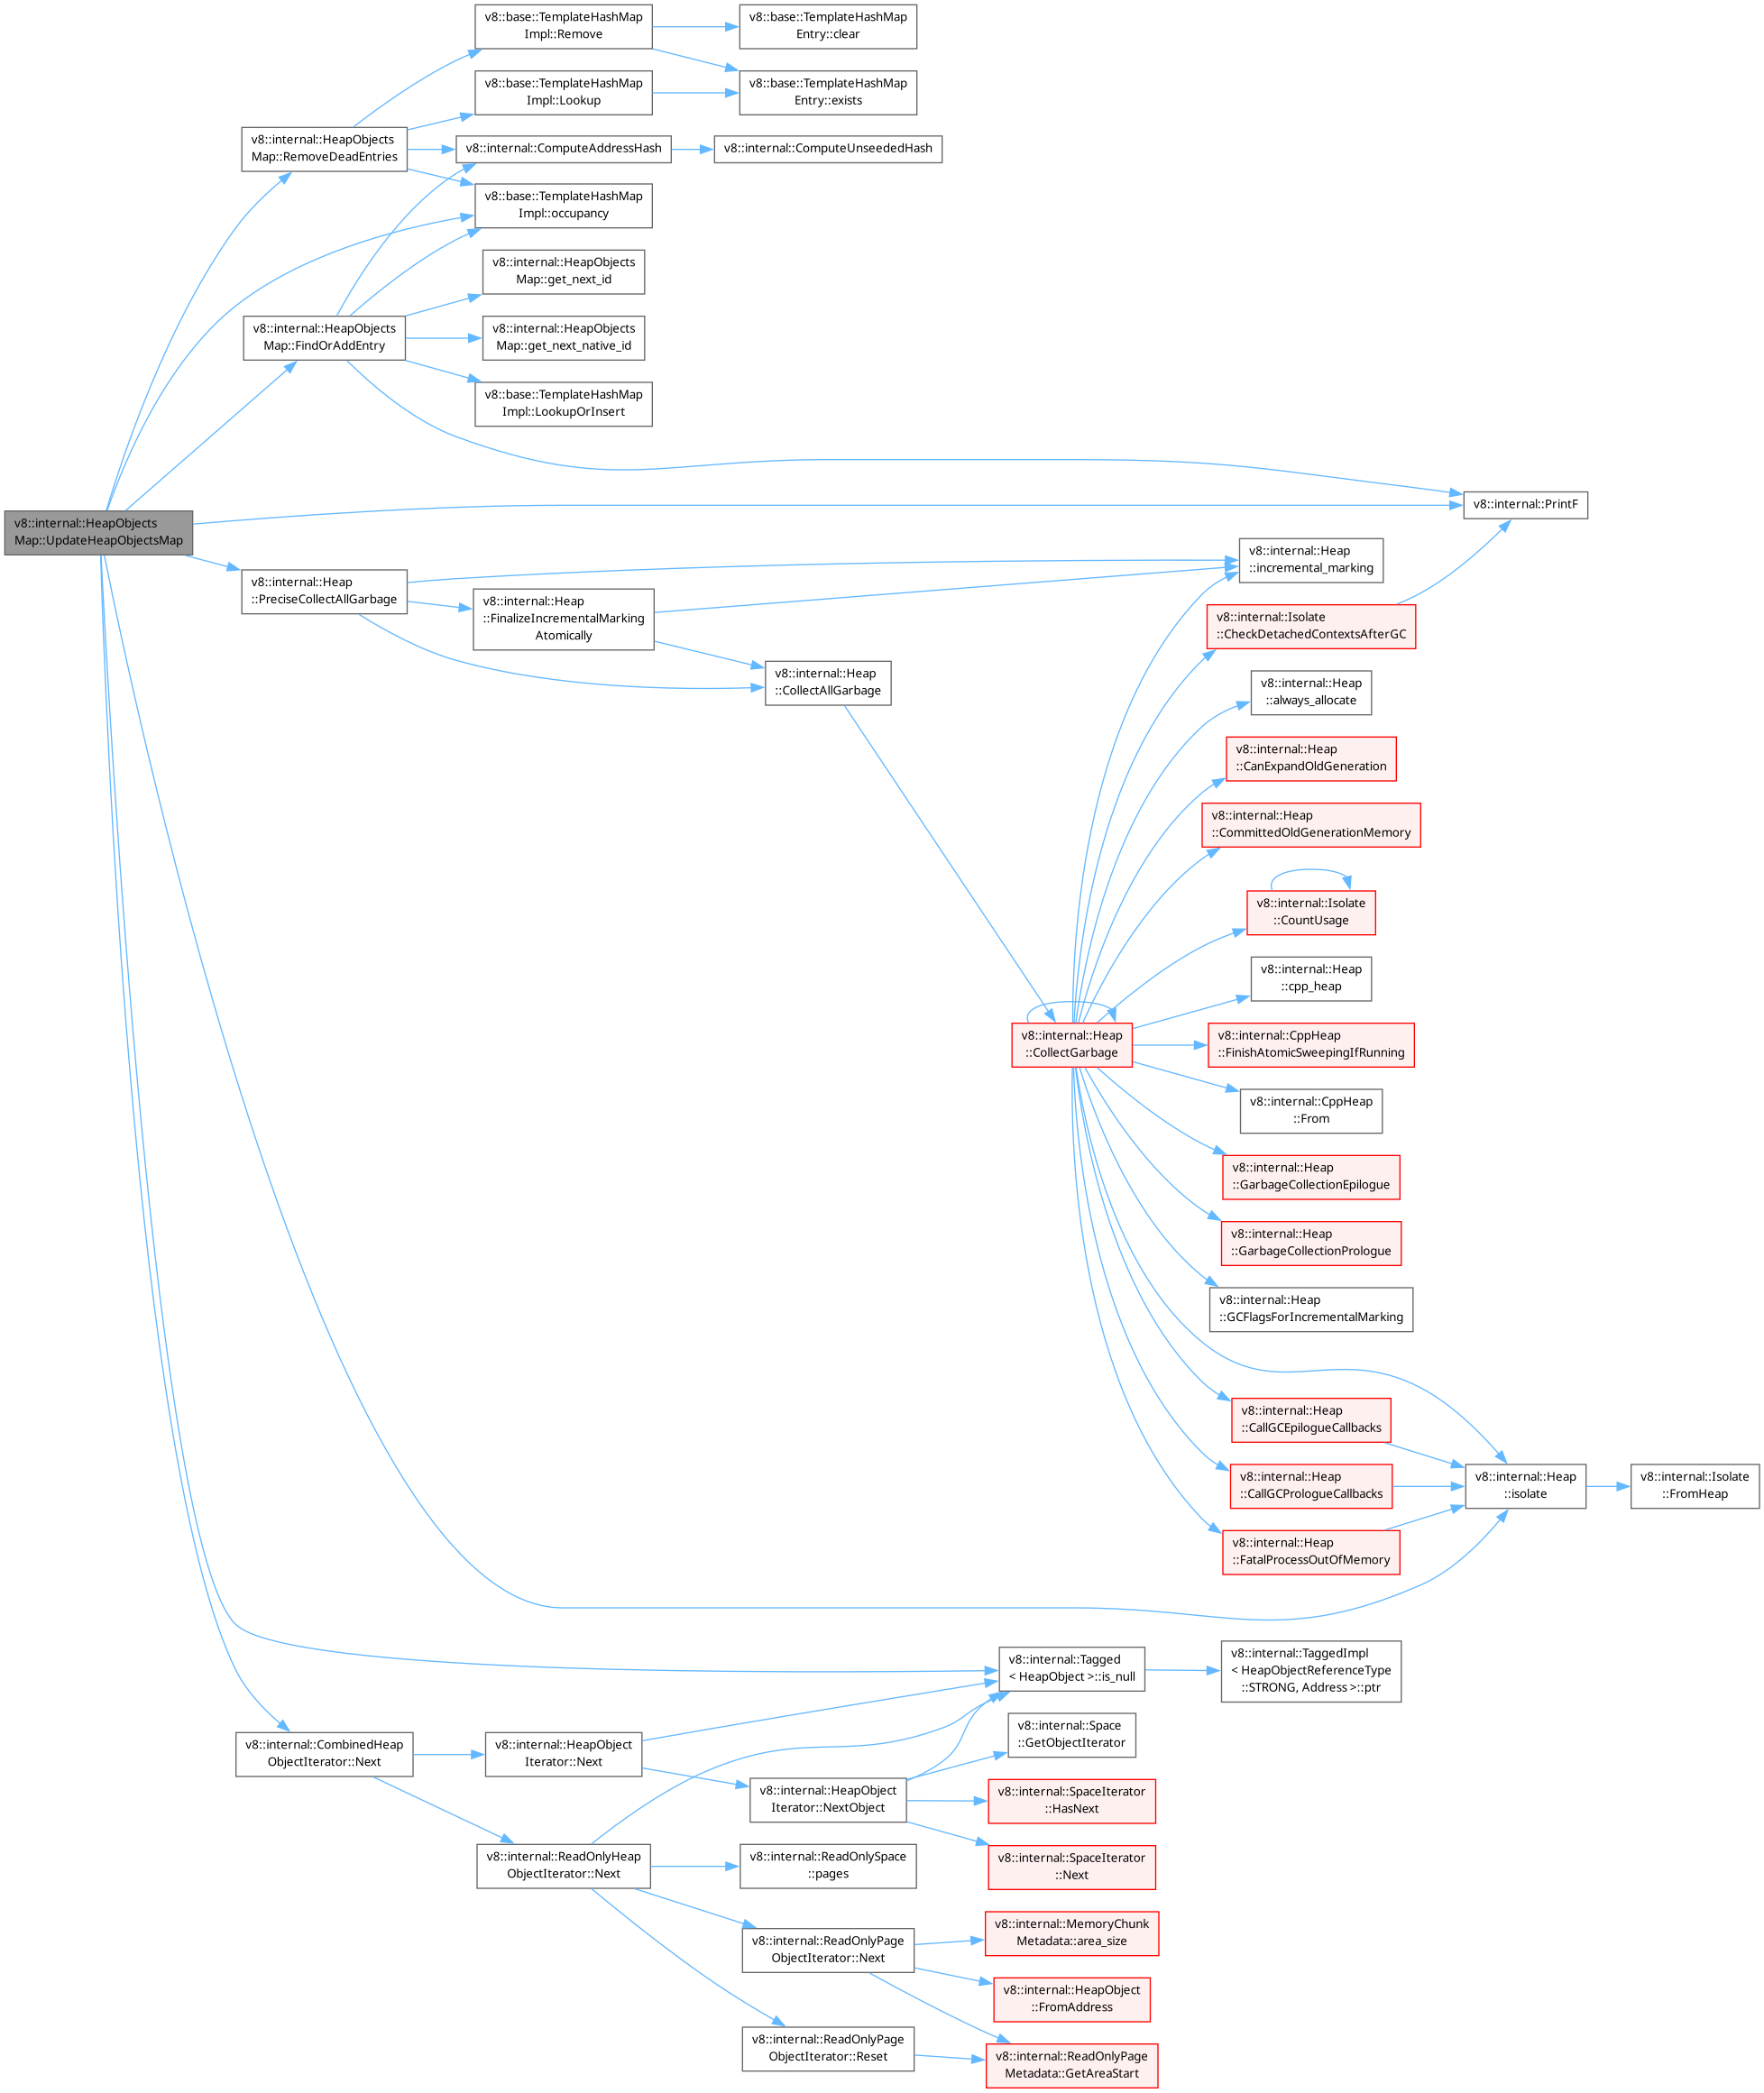 v8::base::TemplateHashMap
Impl::Remove
v8::base::TemplateHashMap
Entry::clear
v8::base::TemplateHashMap
Impl::Lookup
v8::base::TemplateHashMap
Entry::exists
v8::internal::HeapObjects
Map::RemoveDeadEntries
v8::internal::ComputeAddressHash
v8::internal::ComputeUnseededHash
v8::base::TemplateHashMap
Impl::occupancy
v8::internal::HeapObjects
Map::get_next_id
v8::internal::HeapObjects
Map::FindOrAddEntry
v8::internal::HeapObjects
Map::get_next_native_id
v8::base::TemplateHashMap
Impl::LookupOrInsert
v8::internal::PrintF
v8::internal::HeapObjects
Map::UpdateHeapObjectsMap
v8::internal::Heap
::incremental_marking
v8::internal::Heap
::PreciseCollectAllGarbage
v8::internal::Heap
::FinalizeIncrementalMarking
Atomically
v8::internal::Isolate
::CheckDetachedContextsAfterGC
v8::internal::Heap
::CollectAllGarbage
v8::internal::Heap
::always_allocate
v8::internal::Heap
::CanExpandOldGeneration
v8::internal::Heap
::CommittedOldGenerationMemory
v8::internal::Isolate
::CountUsage
v8::internal::Heap
::cpp_heap
v8::internal::Heap
::CollectGarbage
v8::internal::CppHeap
::FinishAtomicSweepingIfRunning
v8::internal::CppHeap
::From
v8::internal::Heap
::GarbageCollectionEpilogue
v8::internal::Heap
::GarbageCollectionPrologue
v8::internal::Heap
::GCFlagsForIncrementalMarking
v8::internal::Heap
::CallGCEpilogueCallbacks
v8::internal::Heap
::CallGCPrologueCallbacks
v8::internal::Heap
::isolate
v8::internal::Isolate
::FromHeap
v8::internal::Heap
::FatalProcessOutOfMemory
v8::internal::Tagged
< HeapObject >::is_null
v8::internal::TaggedImpl
< HeapObjectReferenceType
::STRONG, Address >::ptr
v8::internal::CombinedHeap
ObjectIterator::Next
v8::internal::HeapObject
Iterator::Next
v8::internal::Space
::GetObjectIterator
v8::internal::HeapObject
Iterator::NextObject
v8::internal::SpaceIterator
::HasNext
v8::internal::ReadOnlyHeap
ObjectIterator::Next
v8::internal::ReadOnlySpace
::pages
v8::internal::SpaceIterator
::Next
v8::internal::ReadOnlyPage
ObjectIterator::Next
v8::internal::MemoryChunk
Metadata::area_size
v8::internal::HeapObject
::FromAddress
v8::internal::ReadOnlyPage
ObjectIterator::Reset
v8::internal::ReadOnlyPage
Metadata::GetAreaStart